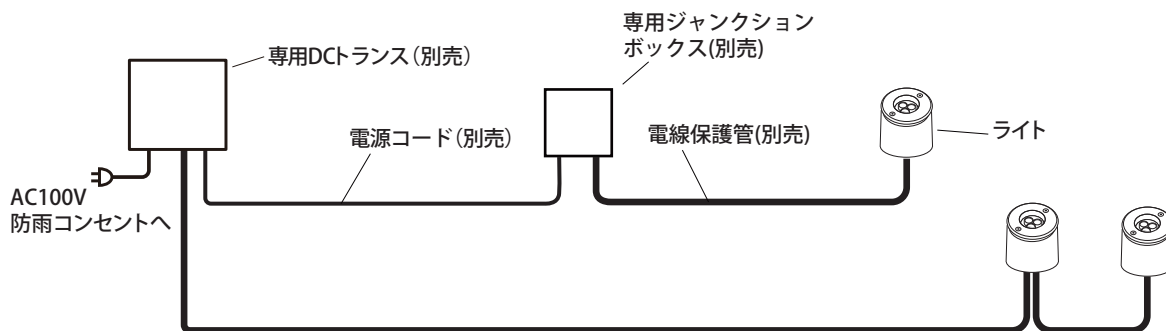 専用DCトランス（別売）
専用ジャンクション
ボックス(別売)
電源コード（別売）
電線保護管(別売)
ライト
AC100V
防雨コンセントへ